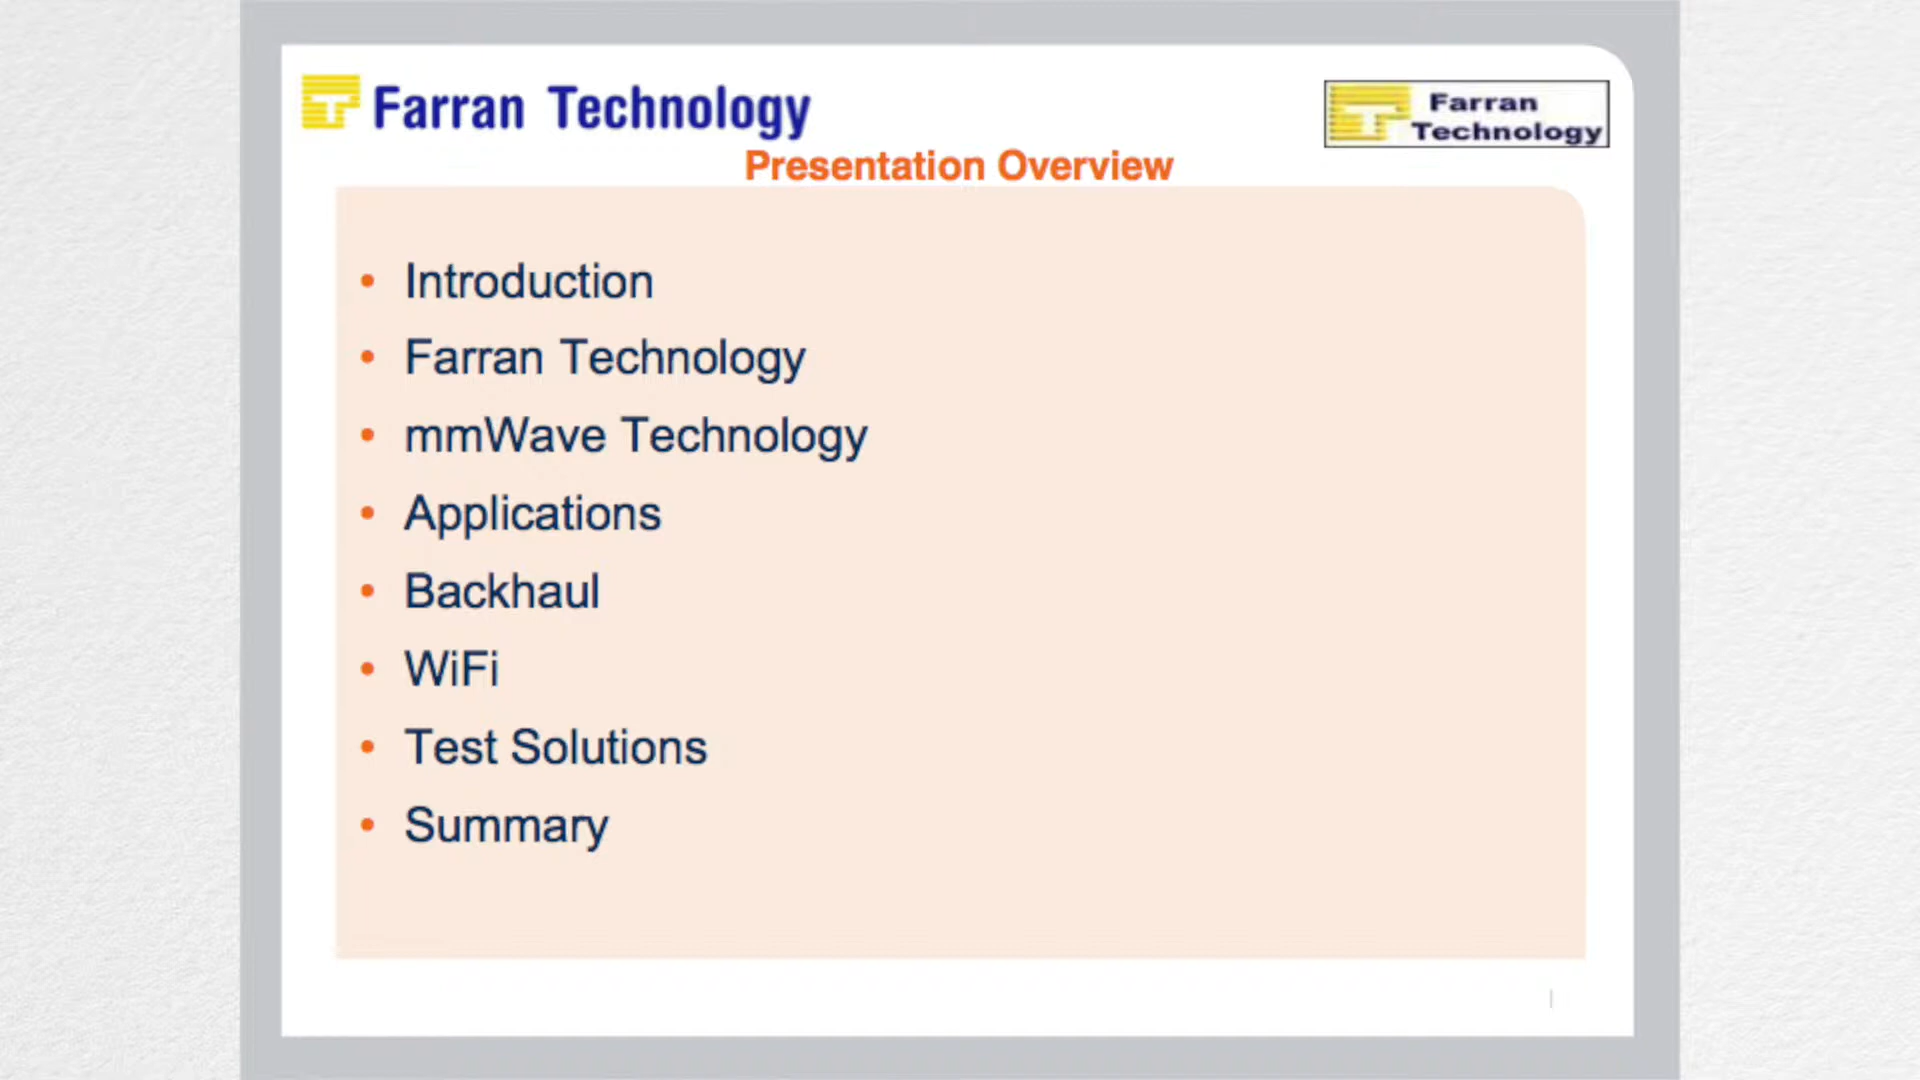 Farran Technology
Farran
Technology
Presentation Overview
• Introduction
• Farran Technology
• mmWave Technology
• Applications
• Backhaul
• WiFi
• Test Solutions
• Summary